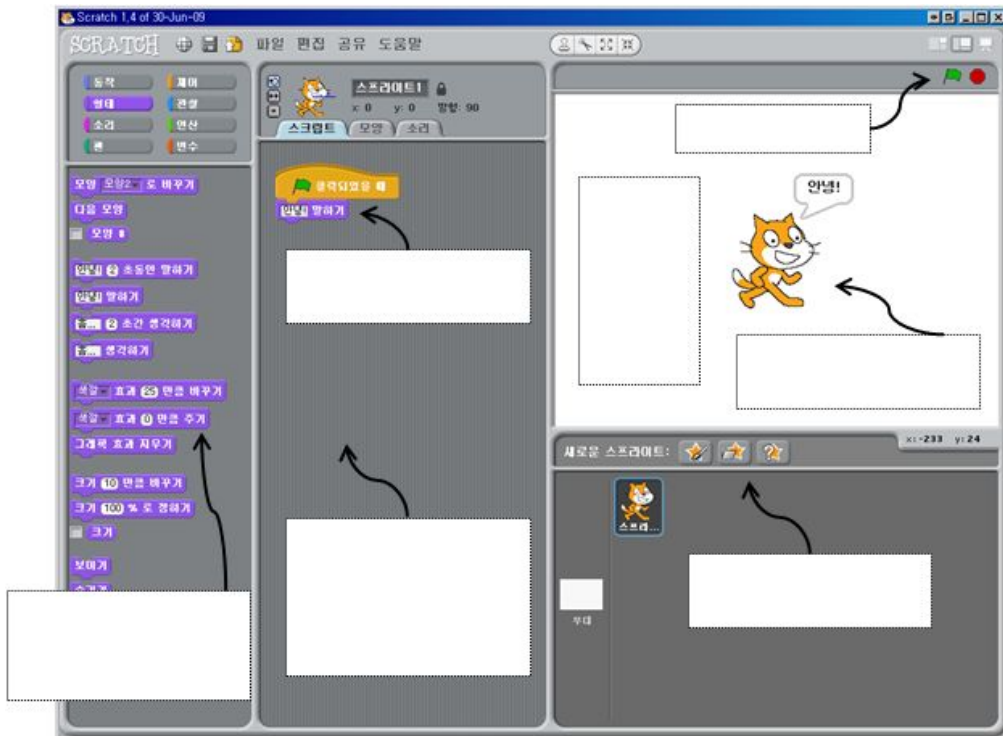 Scratch 1.4 of 30-Jun-09
SCRATCH 파일 편집 공유 도움말
동작 제어
형태 관찰
소리 연산
펜 변수
모양 모양2 로 바꾸기
다음 모양
모양 #
안녕! 2 초동안 말하기
안녕! 말하기
흠... 2 초간 생각하기
흠... 생각하기
색깔 효과 25 만큼 바꾸기
색깔 효과 0 만큼 주기
그래픽 효과 지우기
크기 10 만큼 바꾸기
크기 100 % 로 정하기
크기
보이기
스프라이트1
x: 0 y: 0 방향: 90
스크립트 모양 소리
클릭되었을 때
안녕! 말하기
안녕!
x: -233 y: 24
새로운 스프라이트:
스프라...
무대